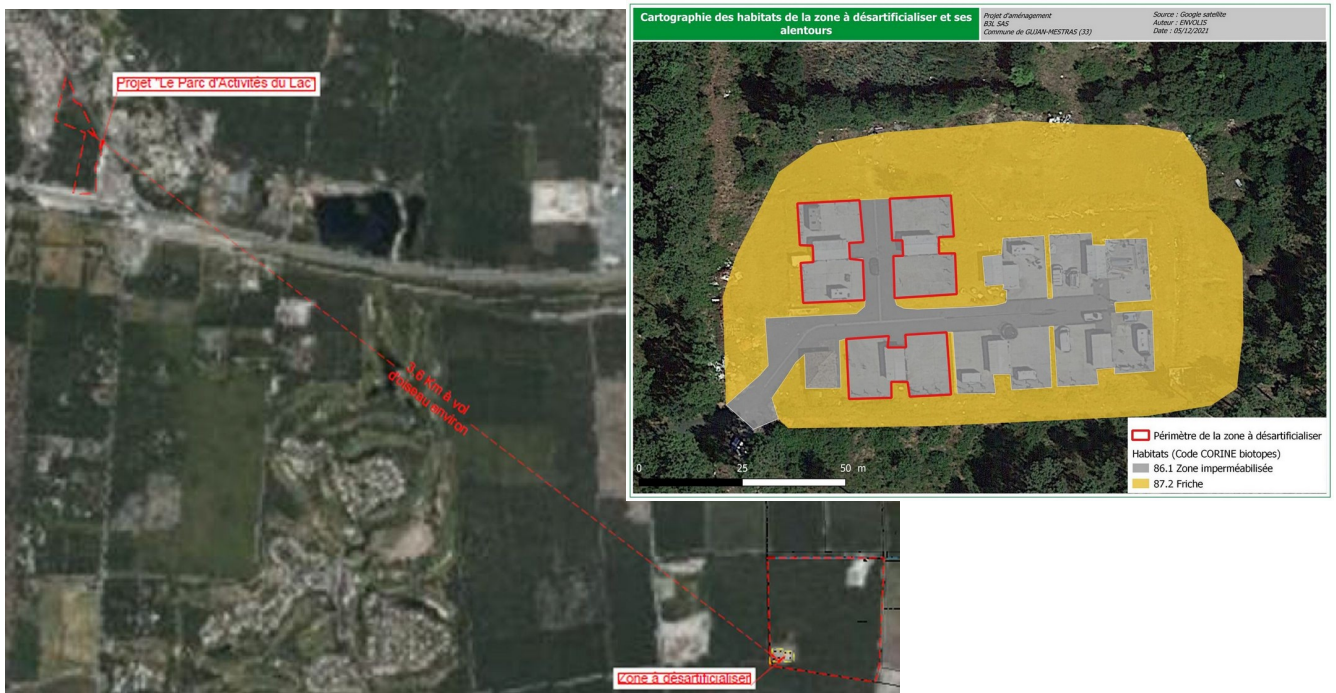 Projet "Le Parc d'Activités du Lac"
3,6 Km à vol
d'oiseau environ
Zone à désartificialiser
Cartographie des habitats de la zone à désartificialiser et ses
alentours
Projet d'aménagement
B3L SAS
Commune de GUJAN-MESTRAS (33)
Source : Google satellite
Auteur : ENVOLIS
Date : 05/12/2021
0 25 50 m
Périmètre de la zone à désartificialiser
Habitats (Code CORINE biotopes)
86.1 Zone imperméabilisée
87.2 Friche